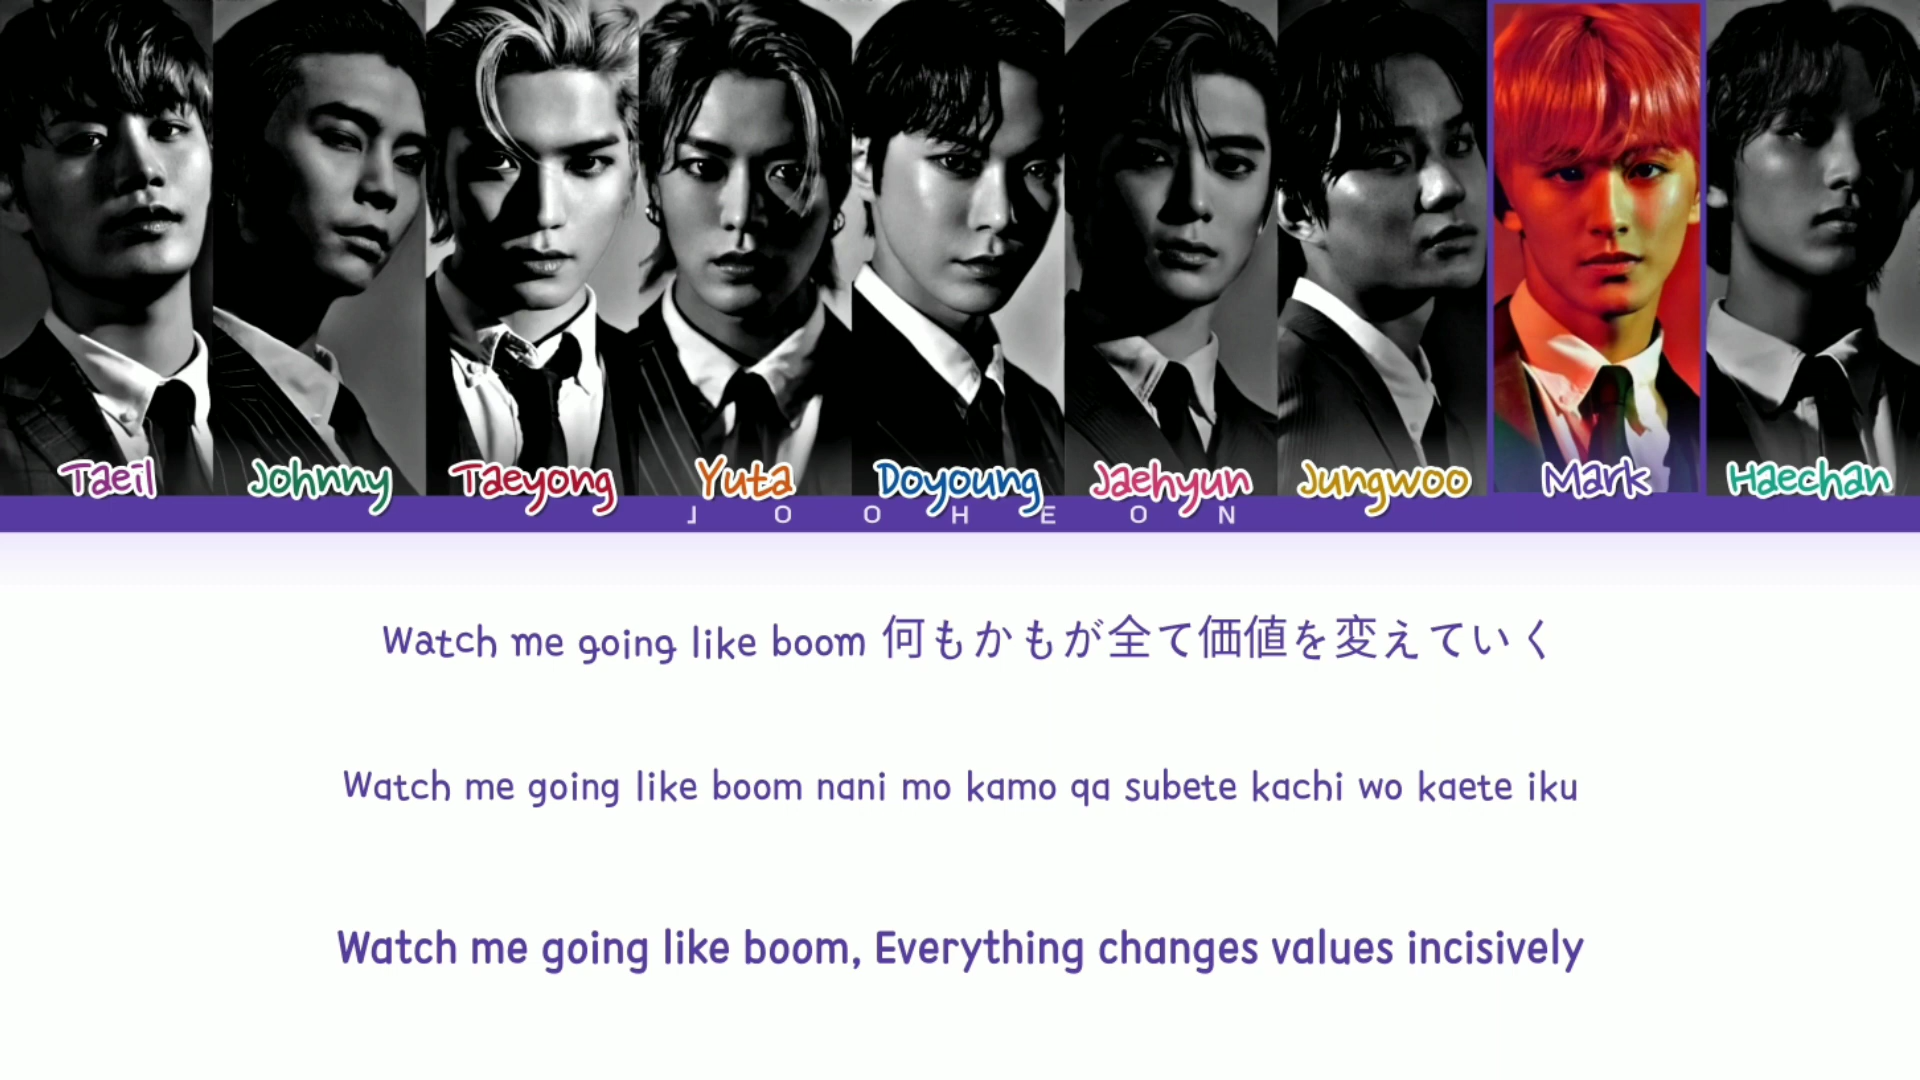 Taeil Johnny Taeyong Yuta Doyoung Jaehyun Jungwoo Mark Haechan
JOOHEON
Watch me going like boom 何もかもが全て価値を変えていく
Watch me going like boom nani mo kamo ga subete kachi wo kaete iku
Watch me going like boom, Everything changes values incisively